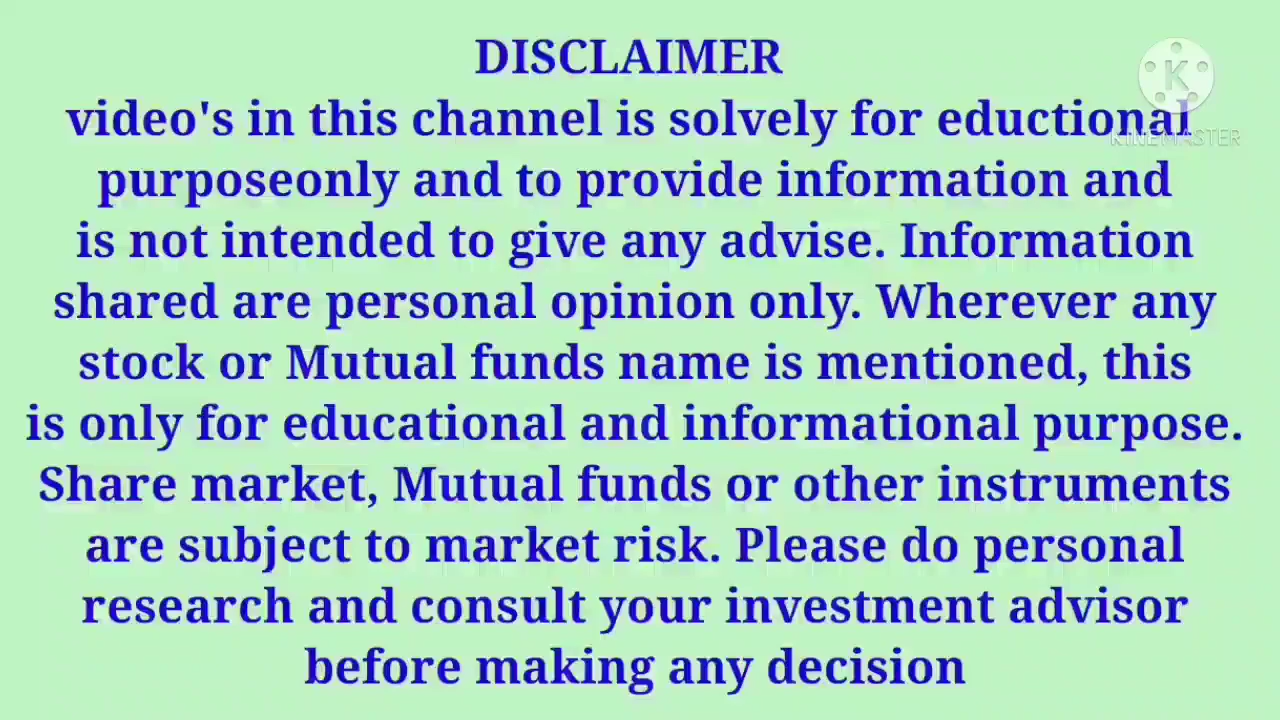 DISCLAIMER
video's in this channel is solvely for eductional
purposeonly and to provide information and
is not intended to give any advise. Information
shared are personal opinion only. Wherever any
stock or Mutual funds name is mentioned, this
is only for educational and informational purpose.
Share market, Mutual funds or other instruments
are subject to market risk. Please do personal
research and consult your investment advisor
before making any decision
K
KINEMASTER